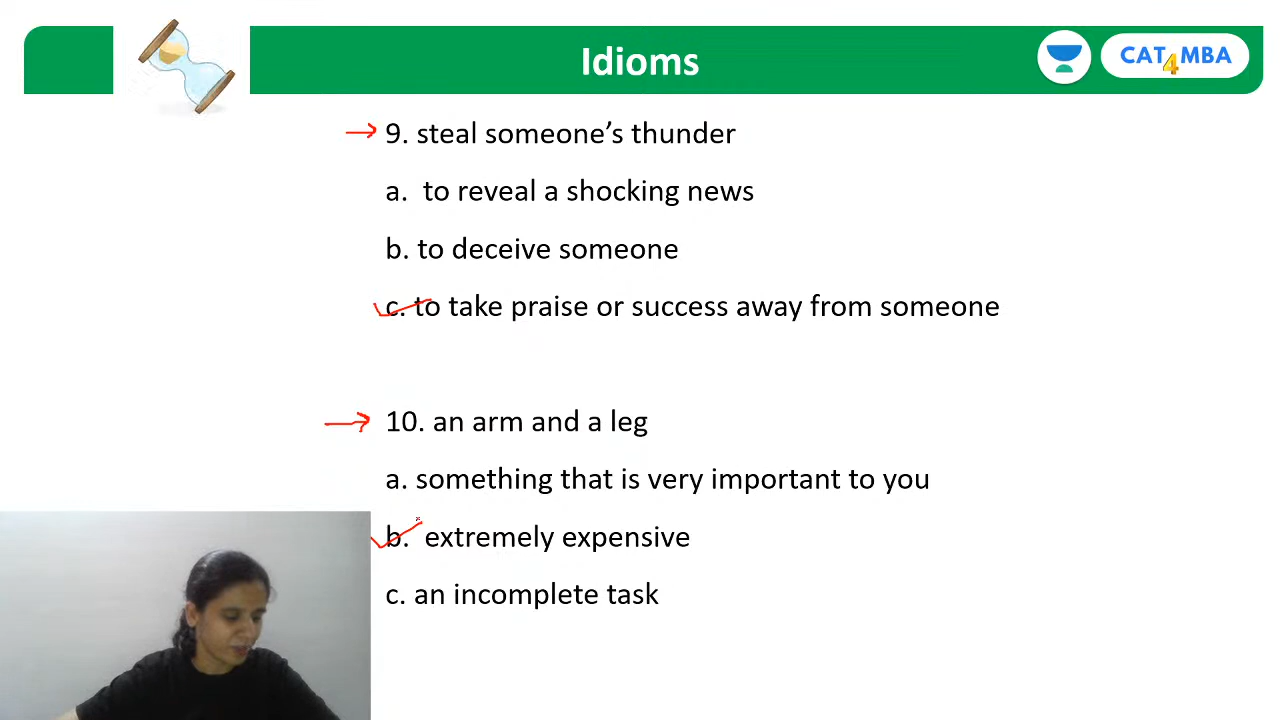 Idioms
CAT4MBA
9. steal someone’s thunder
a. to reveal a shocking news
b. to deceive someone
c. to take praise or success away from someone
10. an arm and a leg
a. something that is very important to you
b. extremely expensive
c. an incomplete task